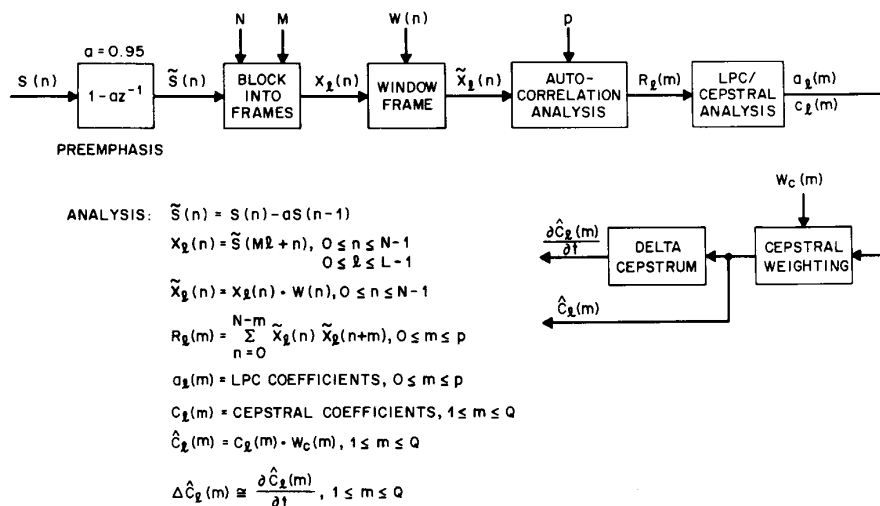 N M W(n) p
a = 0.95
S(n) 1-az⁻¹ S̃(n) BLOCK INTO FRAMES X_ℓ(n) WINDOW FRAME X̃_ℓ(n) AUTO-CORRELATION ANALYSIS R_ℓ(m) LPC/CEPSTRAL ANALYSIS a_ℓ(m) c_ℓ(m)
PREEMPHASIS
W_c(m)
∂Ĉ_ℓ(m)/∂t DELTA CEPSTRUM CEPSTRAL WEIGHTING
Ĉ_ℓ(m)
ANALYSIS: S̃(n) = S(n)-aS(n-1)
X_ℓ(n) = S̃(Mℓ+n), 0 ≤ n ≤ N-1
0 ≤ ℓ ≤ L-1
X̃_ℓ(n) = X_ℓ(n) • W(n), 0 ≤ n ≤ N-1
R_ℓ(m) = Σ_{n=0}^{N-m} X̃_ℓ(n) X̃_ℓ(n+m), 0 ≤ m ≤ p
a_ℓ(m) = LPC COEFFICIENTS, 0 ≤ m ≤ p
C_ℓ(m) = CEPSTRAL COEFFICIENTS, 1 ≤ m ≤ Q
Ĉ_ℓ(m) = C_ℓ(m) • W_c(m), 1 ≤ m ≤ Q
ΔĈ_ℓ(m) ≅ ∂Ĉ_ℓ(m)/∂t, 1 ≤ m ≤ Q